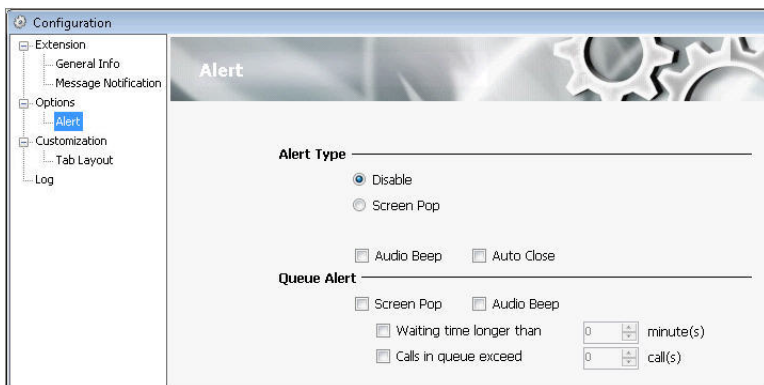 Configuration
Extension
General Info
Message Notification
Options
Alert
Customization
Tab Layout
Log
Alert
Alert Type
Disable
Screen Pop
Audio Beep Auto Close
Queue Alert
Screen Pop Audio Beep
Waiting time longer than 0 minute(s)
Calls in queue exceed 0 call(s)